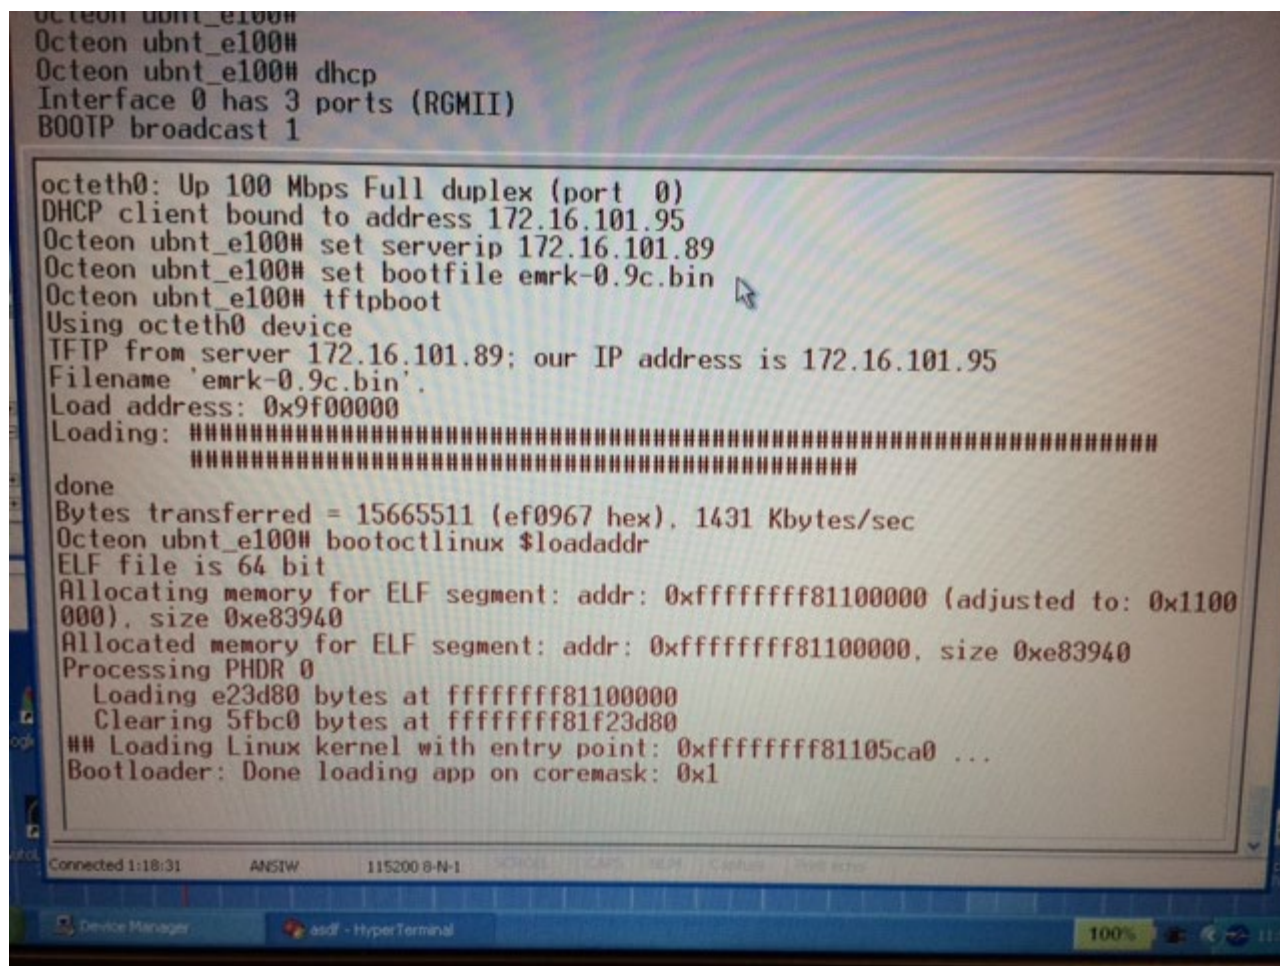 Octeon ubnt_e100#
Octeon ubnt_e100#
Octeon ubnt_e100# dhcp
Interface 0 has 3 ports (RGMII)
BOOTP broadcast 1
octeth0: Up 100 Mbps Full duplex (port  0)
DHCP client bound to address 172.16.101.95
Octeon ubnt_e100# set serverip 172.16.101.89
Octeon ubnt_e100# set bootfile emrk-0.9c.bin
Octeon ubnt_e100# tftpboot
Using octeth0 device
TFTP from server 172.16.101.89; our IP address is 172.16.101.95
Filename 'emrk-0.9c.bin'.
Load address: 0x9f00000
Loading: #################################################################
#############################################
done
Bytes transferred = 15665511 (ef0967 hex), 1431 Kbytes/sec
Octeon ubnt_e100# bootoctlinux $loadaddr
ELF file is 64 bit
Allocating memory for ELF segment: addr: 0xffffffff81100000 (adjusted to: 0x1100
000), size 0xe83940
Allocated memory for ELF segment: addr: 0xffffffff81100000, size 0xe83940
Processing PHDR 0
Loading e23d80 bytes at ffffffff81100000
Clearing 5fbc0 bytes at ffffffff81f23d80
## Loading Linux kernel with entry point: 0xffffffff81105ca0 ...
Bootloader: Done loading app on coremask: 0x1
Connected 1:18:31 ANSIW 115200 8-N-1 SCROLL CAPS NUM Capture Print echo
Device Manager asdf - HyperTerminal 100%